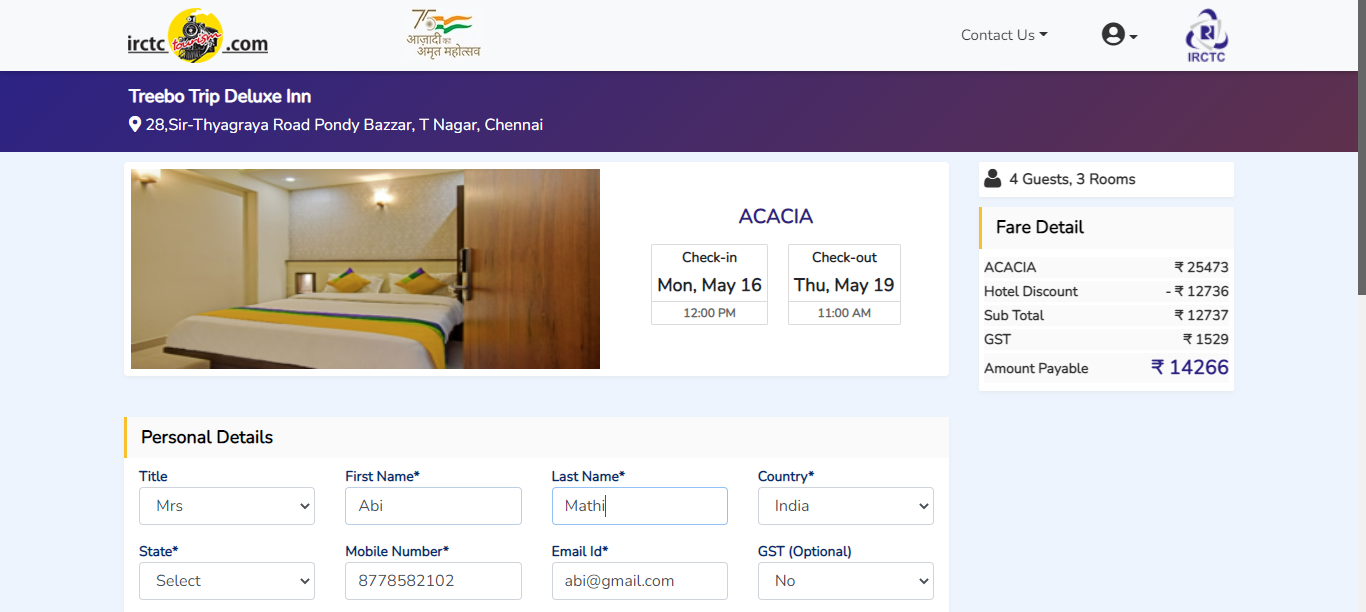 irctc tourism .com
75
आज़ादी का
अमृत महोत्सव
Contact Us
IRCTC
Treebo Trip Deluxe Inn
28,Sir-Thyagraya Road Pondy Bazzar, T Nagar, Chennai
ACACIA
Check-in
Mon, May 16
12:00 PM
Check-out
Thu, May 19
11:00 AM
4 Guests, 3 Rooms
Fare Detail
ACACIA ₹ 25473
Hotel Discount - ₹ 12736
Sub Total ₹ 12737
GST ₹ 1529
Amount Payable ₹ 14266
Personal Details
Title First Name* Last Name* Country*
Mrs Abi Mathi India
State* Mobile Number* Email Id* GST (Optional)
Select 8778582102 abi@gmail.com No